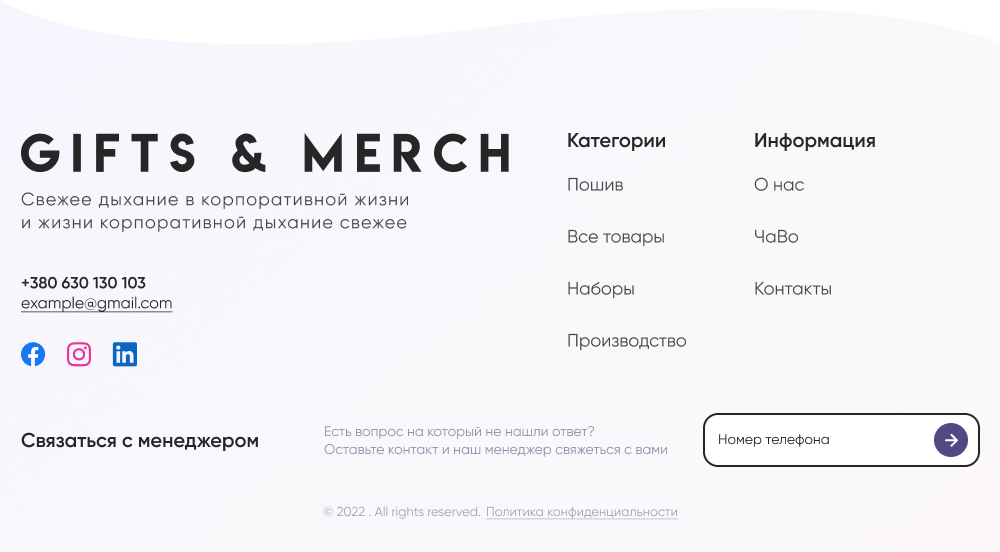 GIFTS & MERCH
Свежее дыхание в корпоративной жизни
и жизни корпоративной дыхание свежее
+380 630 130 103
example@gmail.com
Категории
Пошив
Все товары
Наборы
Производство
Информация
О нас
ЧаВо
Контакты
Связаться с менеджером
Есть вопрос на который не нашли ответ?
Оставьте контакт и наш менеджер свяжеться с вами
Номер телефона
© 2022 . All rights reserved. Политика конфиденциальности